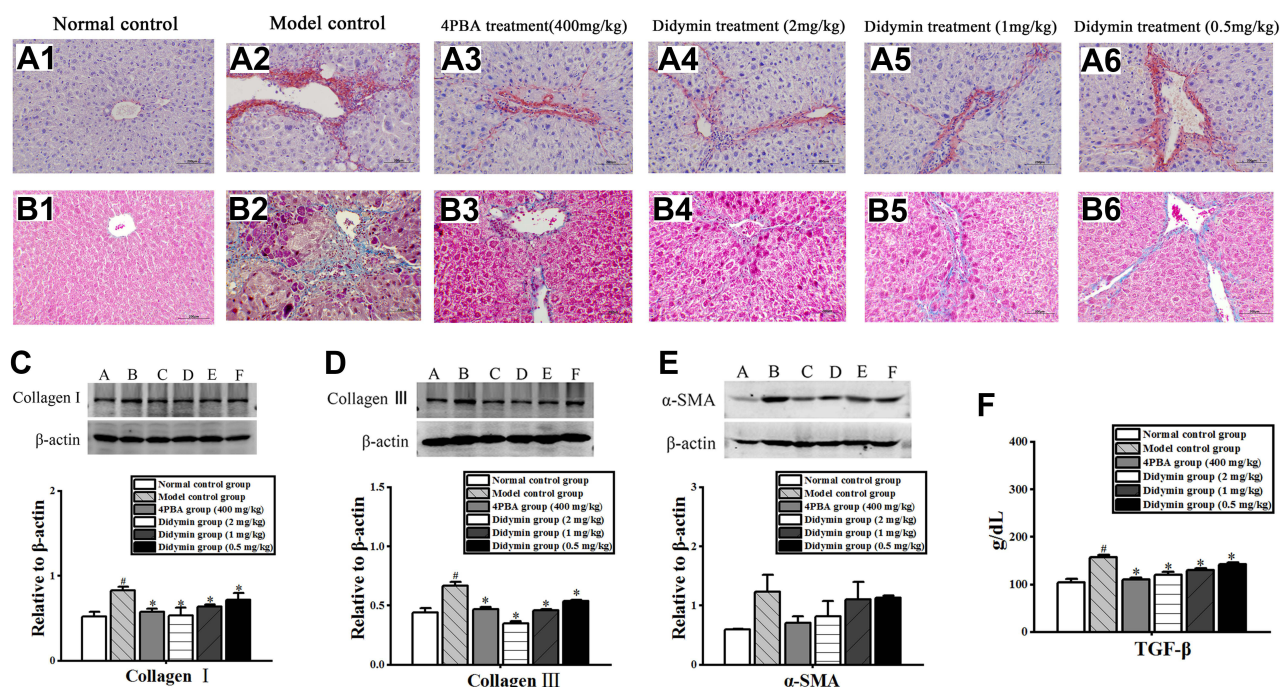 Normal control
Model control
4PBA treatment(400mg/kg)
Didymin treatment (2mg/kg)
Didymin treatment (1mg/kg)
Didymin treatment (0.5mg/kg)
A1
A2
A3
A4
A5
A6
B1
B2
B3
B4
B5
B6
C
A B C D E F
Collagen I
β-actin
Normal control group
Model control group
4PBA group (400 mg/kg)
Didymin group (2 mg/kg)
Didymin group (1 mg/kg)
Didymin group (0.5 mg/kg)
Relative to β-actin
2
1
0
# * * * *
Collagen Ⅰ
D
A B C D E F
Collagen Ⅲ
β-actin
Normal control group
Model control group
4PBA group (400 mg/kg)
Didymin group (2 mg/kg)
Didymin group (1 mg/kg)
Didymin group (0.5 mg/kg)
Relative to β-actin
1.5
1.0
0.5
0.0
# * * * *
Collagen Ⅲ
E
A B C D E F
α-SMA
β-actin
Normal control group
Model control group
4PBA group (400 mg/kg)
Didymin group (2 mg/kg)
Didymin group (1 mg/kg)
Didymin group (0.5 mg/kg)
Relative to β-actin
3
2
1
0
α-SMA
F
Normal control group
Model control group
4PBA group (400 mg/kg)
Didymin group (2 mg/kg)
Didymin group (1 mg/kg)
Didymin group (0.5 mg/kg)
g/dL
400
300
200
100
0
# * * * *
TGF-β